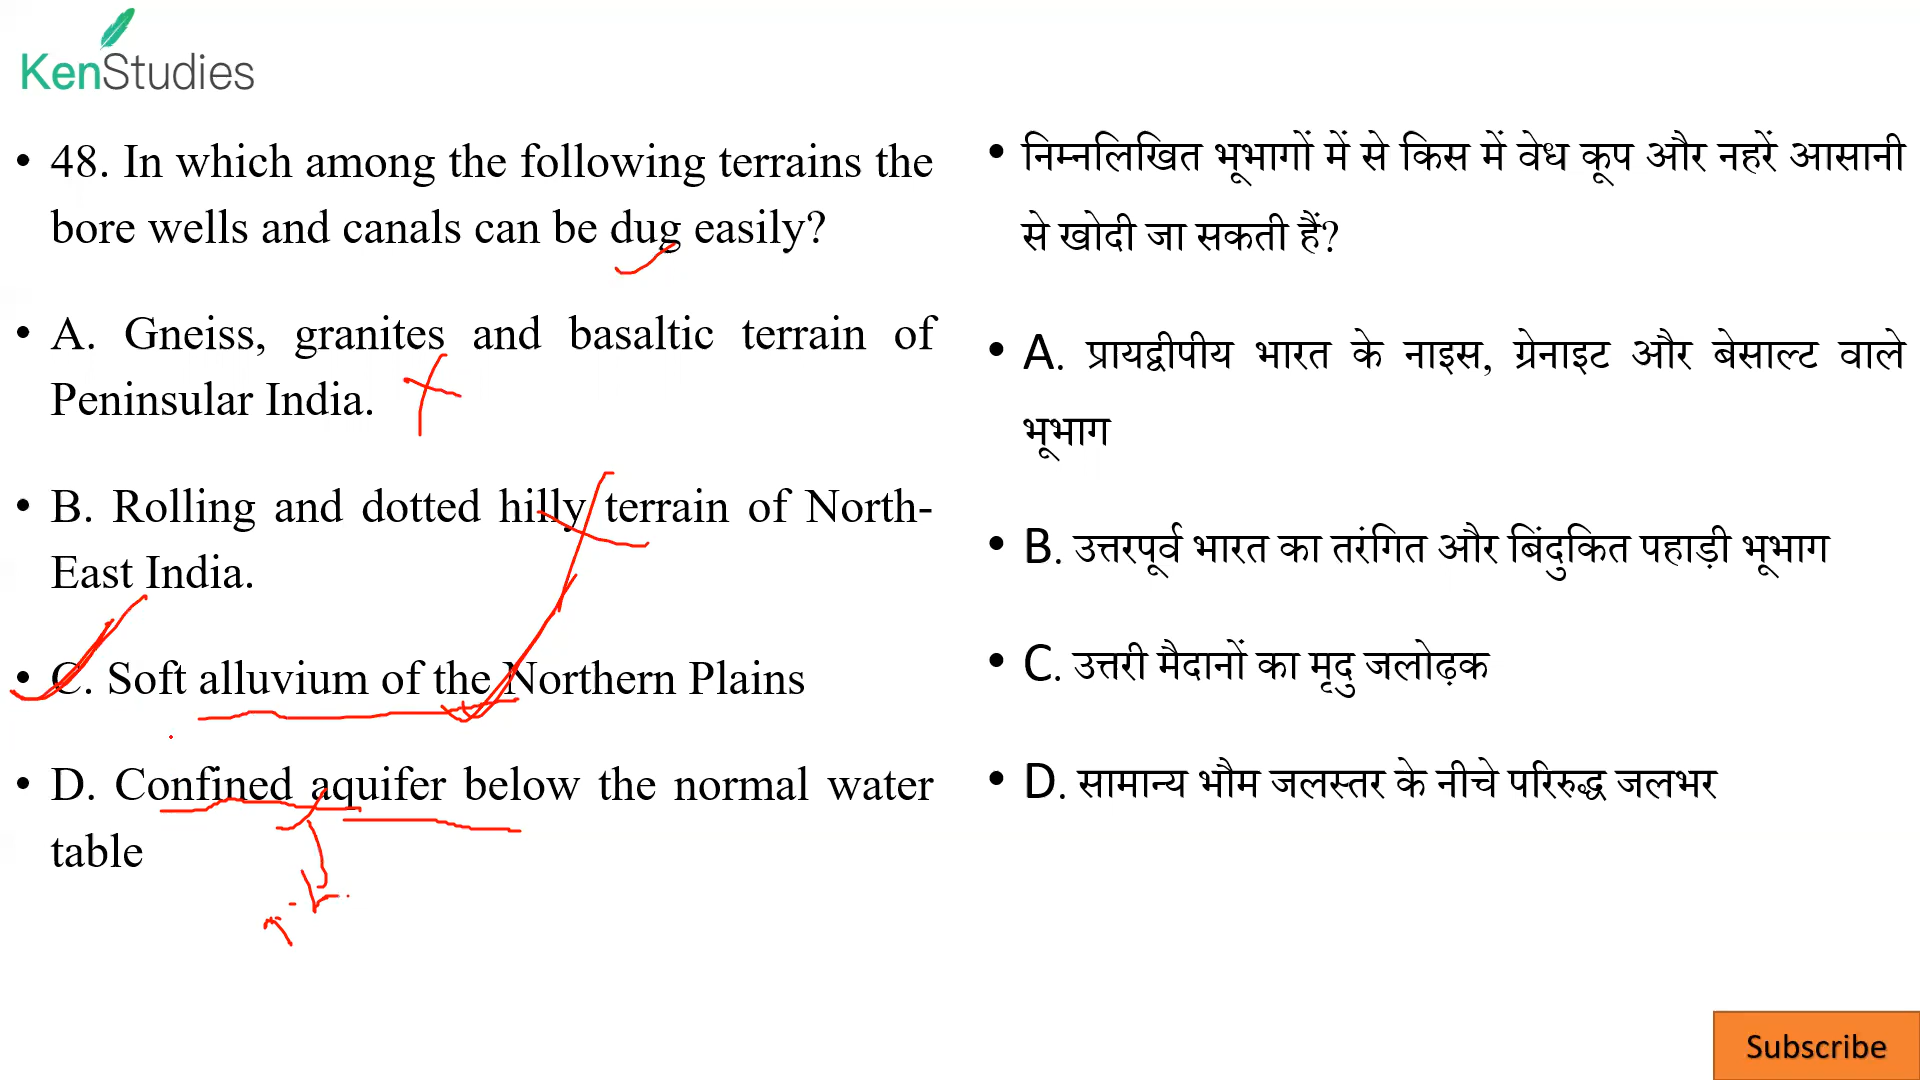 KenStudies
• 48. In which among the following terrains the
bore wells and canals can be dug easily?
• A. Gneiss, granites and basaltic terrain of
Peninsular India.
• B. Rolling and dotted hilly terrain of North-
East India.
• C. Soft alluvium of the Northern Plains
• D. Confined aquifer below the normal water
table
• निम्नलिखित भूभागों में से किस में वेध कूप और नहरें आसानी
से खोदी जा सकती हैं?
• A. प्रायद्वीपीय भारत के नाइस, ग्रेनाइट और बेसाल्ट वाले
भूभाग
• B. उत्तरपूर्व भारत का तरंगित और बिंदुकित पहाड़ी भूभाग
• C. उत्तरी मैदानों का मृदु जलोढ़क
• D. सामान्य भौम जलस्तर के नीचे परिरुद्ध जलभर
Subscribe